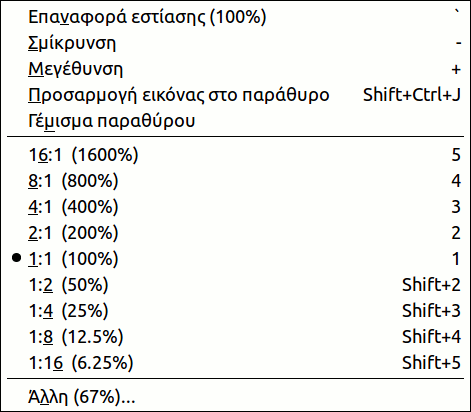 Επαναφορά εστίασης (100%) `
Σμίκρυνση -
Μεγέθυνση +
Προσαρμογή εικόνας στο παράθυρο Shift+Ctrl+J
Γέμισμα παραθύρου
16:1 (1600%) 5
8:1 (800%) 4
4:1 (400%) 3
2:1 (200%) 2
1:1 (100%) 1
1:2 (50%) Shift+2
1:4 (25%) Shift+3
1:8 (12.5%) Shift+4
1:16 (6.25%) Shift+5
Άλλη (67%)...